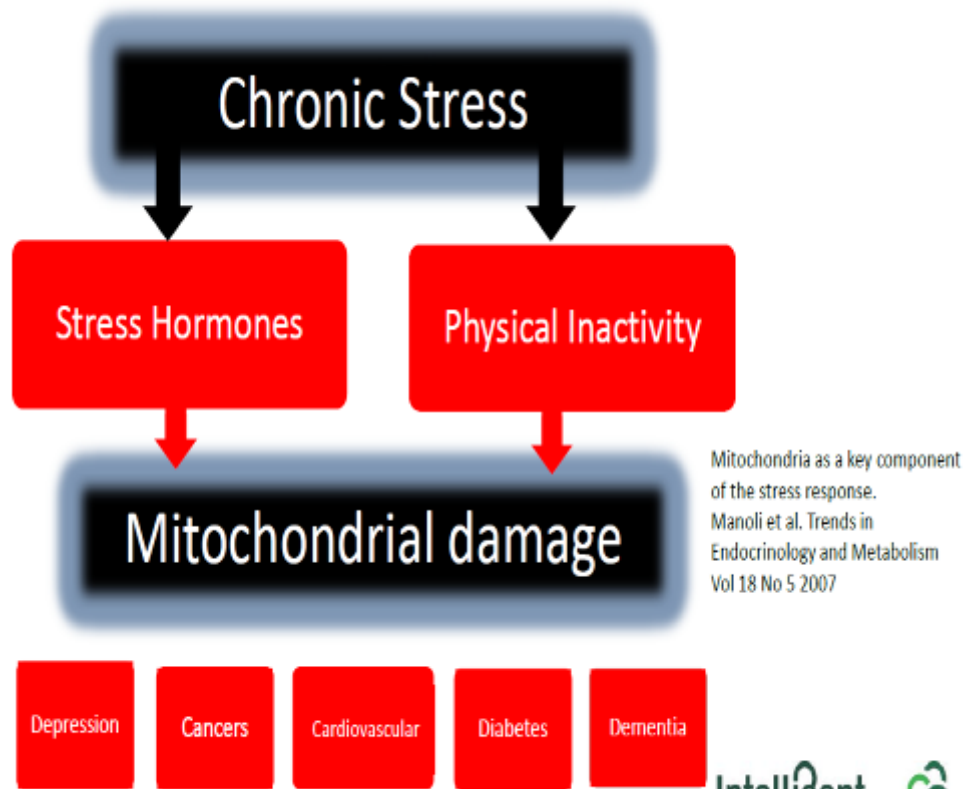 Chronic Stress
Stress Hormones
Physical Inactivity
Mitochondrial damage
Mitochondria as a key component
of the stress response.
Manoli et al. Trends in
Endocrinology and Metabolism
Vol 18 No 5 2007
Depression
Cancers
Cardiovascular
Diabetes
Dementia